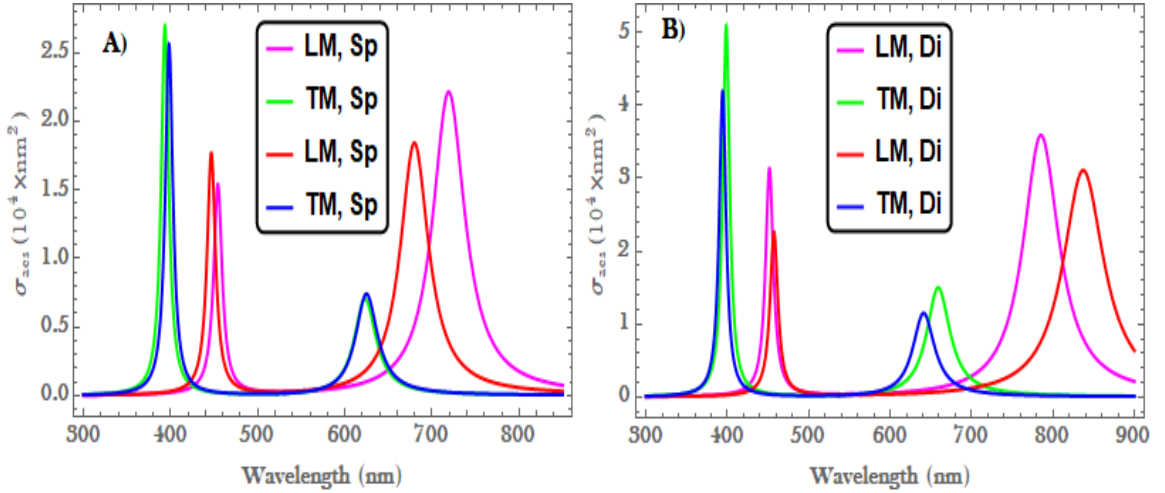 A)
LM, Sp
TM, Sp
LM, Sp
TM, Sp
2.5
2.0
1.5
1.0
0.5
0.0
σacs (10⁴ ×nm²)
300 400 500 600 700 800
Wavelength (nm)
B)
LM, Di
TM, Di
LM, Di
TM, Di
5
4
3
2
1
0
σacs (10⁴ ×nm²)
300 400 500 600 700 800 900
Wavelength (nm)